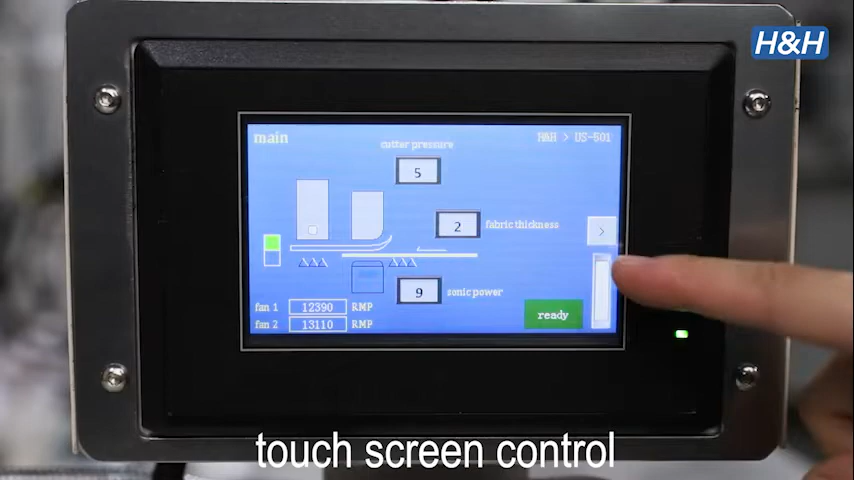 H&H
main
H&H > US-501
cutter pressure
5
2
fabric thickness
>
9
sonic power
fan 1 12390 RMP
fan 2 13110 RMP
ready
touch screen control